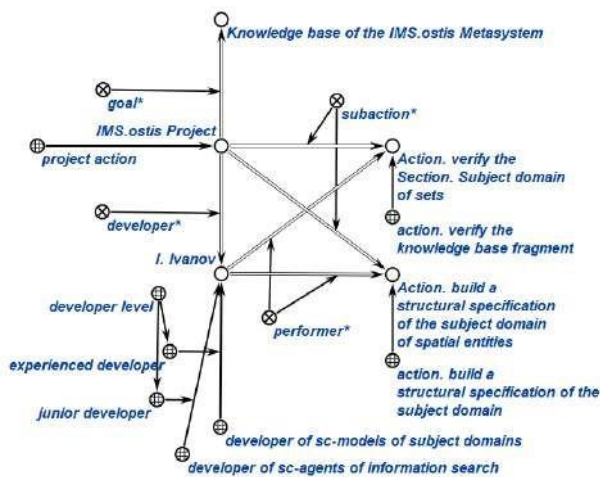 Knowledge base of the IMS.ostis Metasystem
goal*
subaction*
IMS.ostis Project
project action
Action. verify the
Section. Subject domain
of sets
developer*
action. verify the
knowledge base fragment
I. Ivanov
developer level
Action. build a
structural specification
of the subject domain
of spatial entities
performer*
experienced developer
action. build a
structural specification of the
subject domain
junior developer
developer of sc-models of subject domains
developer of sc-agents of information search